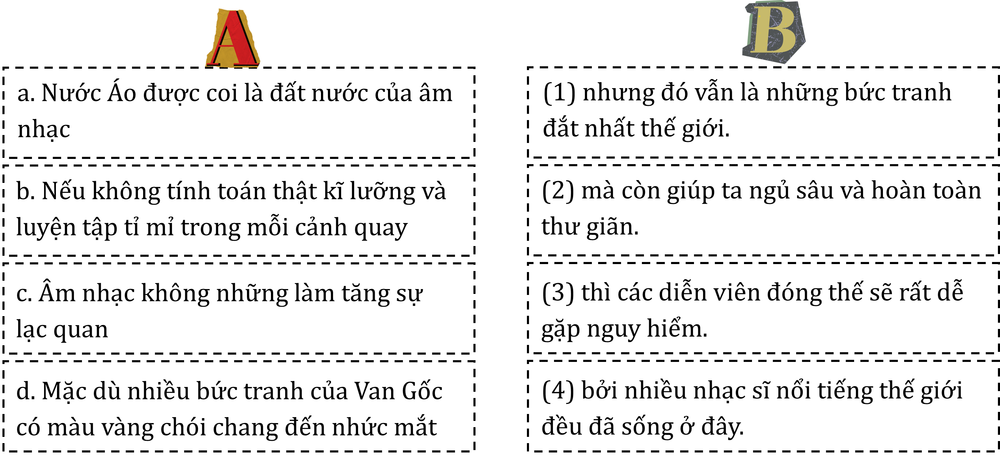 A
a. Nước Áo được coi là đất nước của âm
nhạc
b. Nếu không tính toán thật kĩ lưỡng và
luyện tập tỉ mỉ trong mỗi cảnh quay
c. Âm nhạc không những làm tăng sự
lạc quan
d. Mặc dù nhiều bức tranh của Van Gốc
có màu vàng chói chang đến nhức mắt
B
(1) nhưng đó vẫn là những bức tranh
đắt nhất thế giới.
(2) mà còn giúp ta ngủ sâu và hoàn toàn
thư giãn.
(3) thì các diễn viên đóng thế sẽ rất dễ
gặp nguy hiểm.
(4) bởi nhiều nhạc sĩ nổi tiếng thế giới
đều đã sống ở đây.